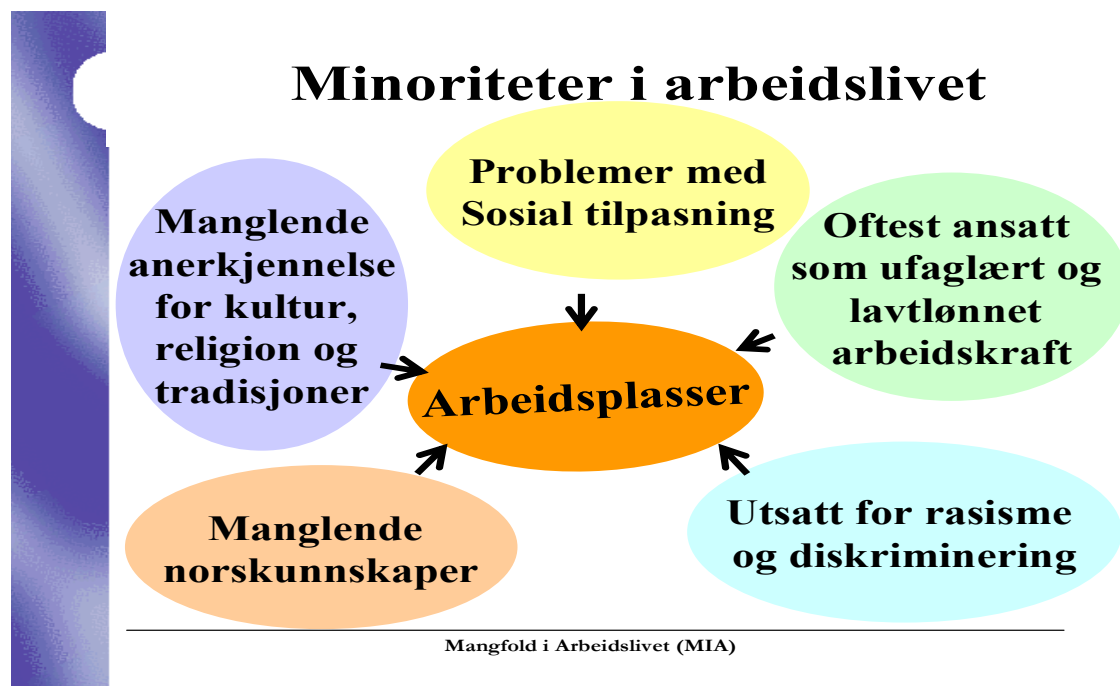 Minoriteter i arbeidslivet
Problemer med
Sosial tilpasning
Manglende
anerkjennelse
for kultur,
religion og
tradisjoner
Oftest ansatt
som ufaglært og
lavtlønnet
arbeidskraft
Arbeidsplasser
Manglende
norskunnskaper
Utsatt for rasisme
og diskriminering
Mangfold i Arbeidslivet (MIA)